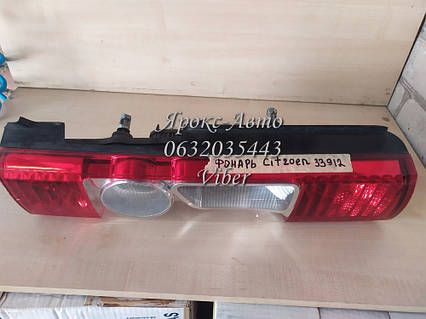 Ярокс Авто
0632035443
Viber
ФОНАРЬ Citroen 33912